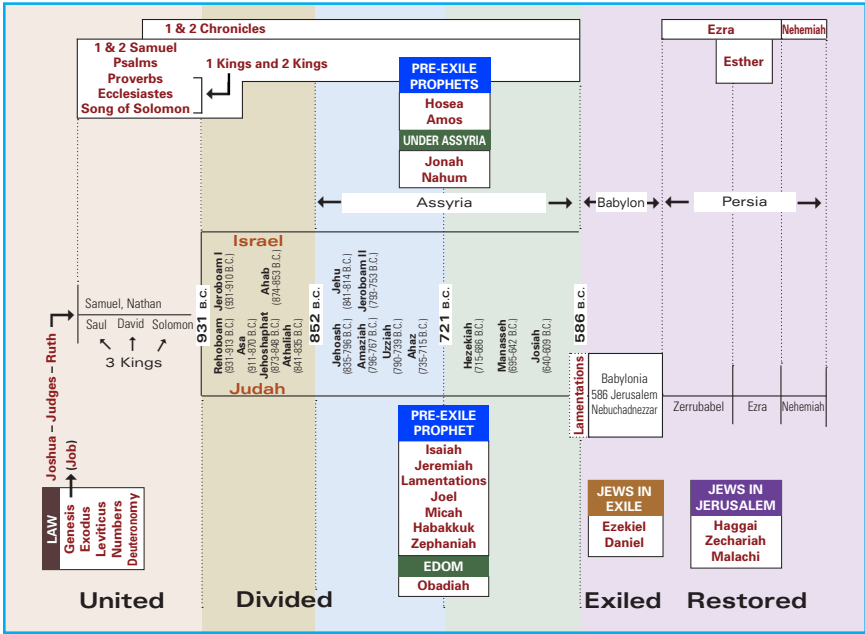 1 & 2 Chronicles
1 & 2 Samuel
Psalms
Proverbs
Ecclesiastes
Song of Solomon
1 Kings and 2 Kings
PRE-EXILE
PROPHETS
Hosea
Amos
UNDER ASSYRIA
Jonah
Nahum
Ezra
Nehemiah
Esther
Assyria
Babylon
Persia
Israel
Jeroboam I
(931-910 B.C.)
Ahab
(874-853 B.C.)
Jehu
(841-814 B.C.)
Jeroboam II
(793-753 B.C.)
931 B.C.
852 B.C.
721 B.C.
586 B.C.
Samuel, Nathan
Saul David Solomon
3 Kings
Rehoboam
(931-913 B.C.)
Asa
(911-870 B.C.)
Jehoshaphat
(873-848 B.C.)
Athaliah
(841-835 B.C.)
Jehoash
(835-796 B.C.)
Amaziah
(796-767 B.C.)
Uzziah
(790-739 B.C.)
Ahaz
(735-715 B.C.)
Hezekiah
(715-686 B.C.)
Manasseh
(695-642 B.C.)
Josiah
(640-609 B.C.)
Judah
Lamentations
Babylonia
586 Jerusalem
Nebuchadnezzar
Zerrubabel
Ezra
Nehemiah
Joshua – Judges – Ruth
(Job)
LAW
Genesis
Exodus
Leviticus
Numbers
Deuteronomy
PRE-EXILE
PROPHET
Isaiah
Jeremiah
Lamentations
Joel
Micah
Habakkuk
Zephaniah
EDOM
Obadiah
JEWS IN
EXILE
Ezekiel
Daniel
JEWS IN
JERUSALEM
Haggai
Zechariah
Malachi
United
Divided
Exiled
Restored